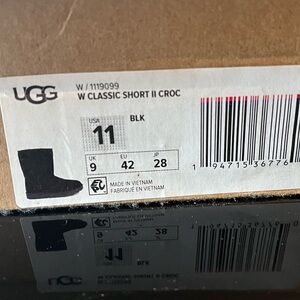 UGG
W / 1119099
W CLASSIC SHORT II CROC
USA
11
BLK
UK EU JP
9 42 28
MADE IN VIETNAM
FABRIQUÉ EN VIETNAM
1 94715 36776